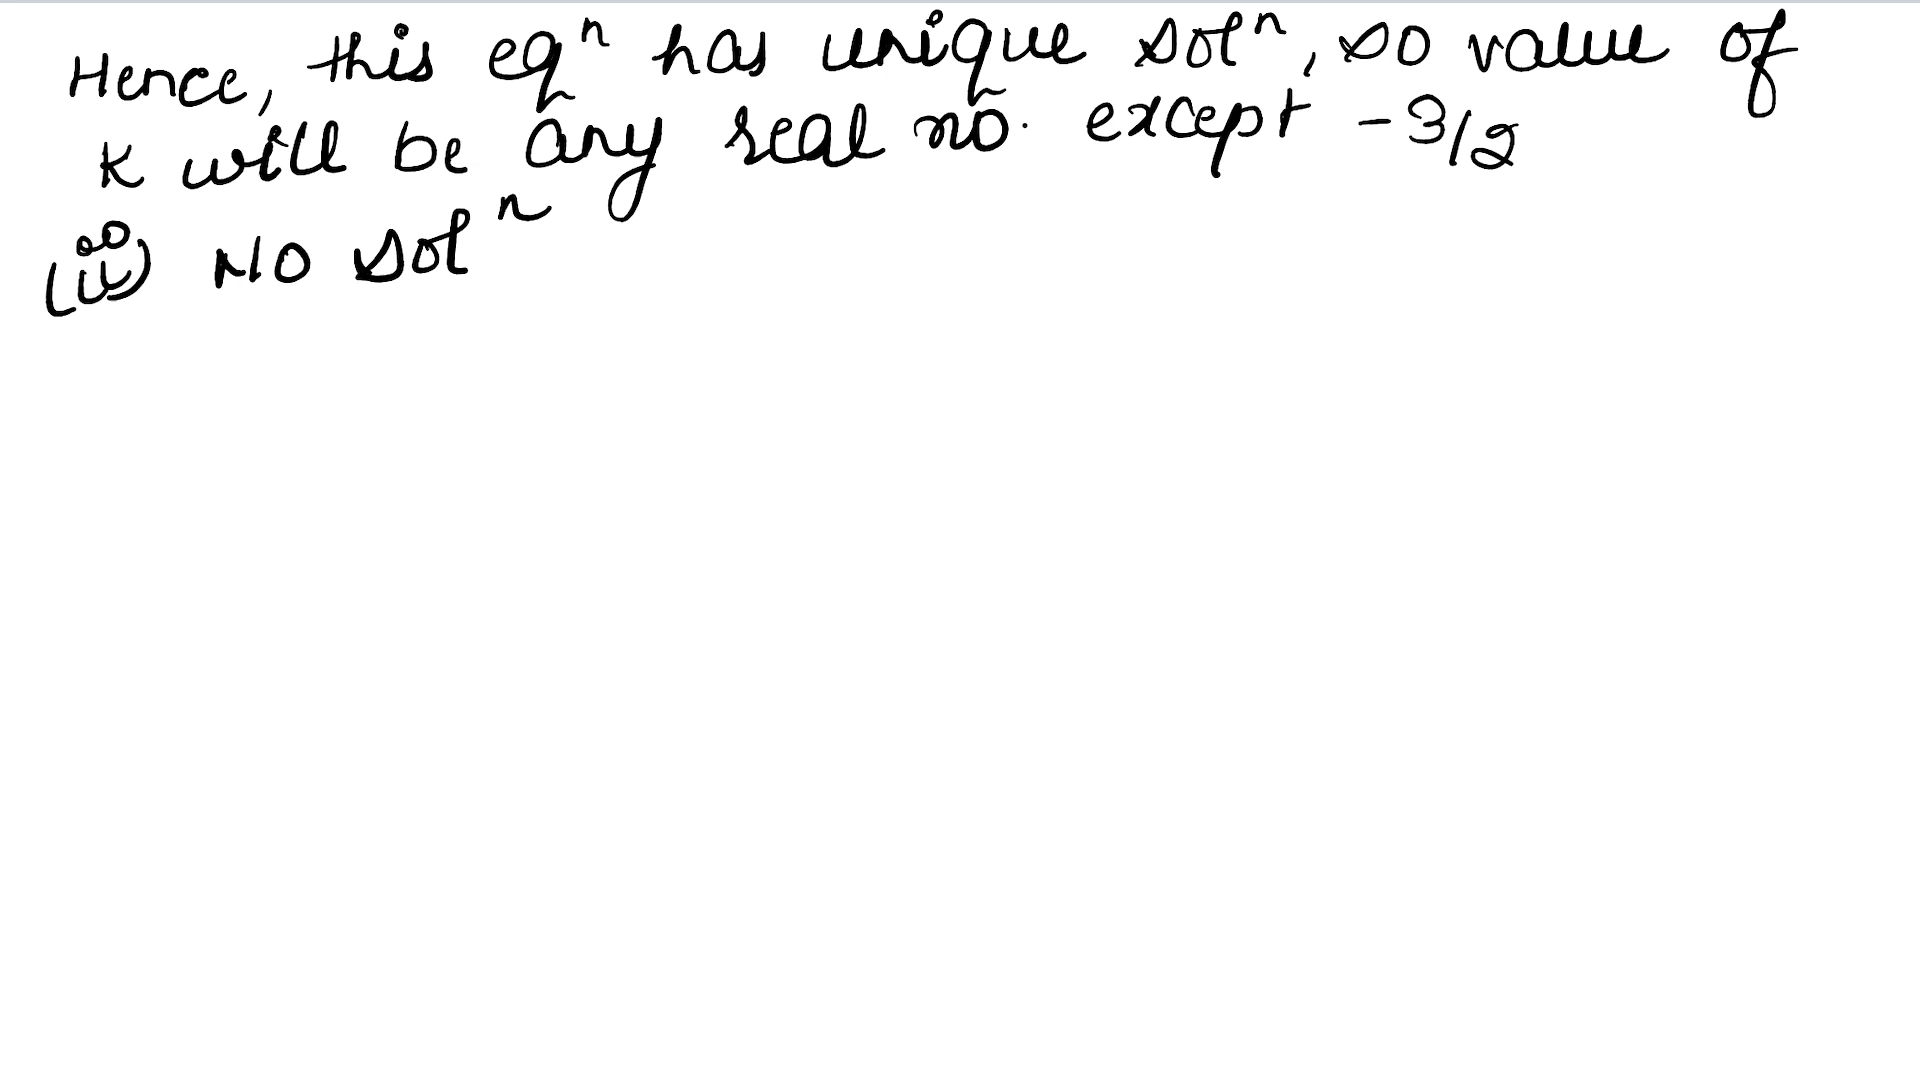 Hence, this eqⁿ has unique solⁿ, so value of
K will be any real no. except -3/2
(ii) No solⁿ